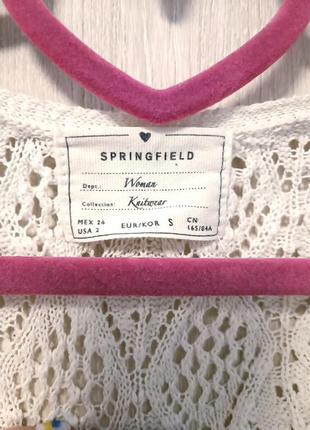 SPRINGFIELD
Dept.: Woman
Collection: Knitwear
MEX 26 EUR/KOR S CN
USA 2 165/84A